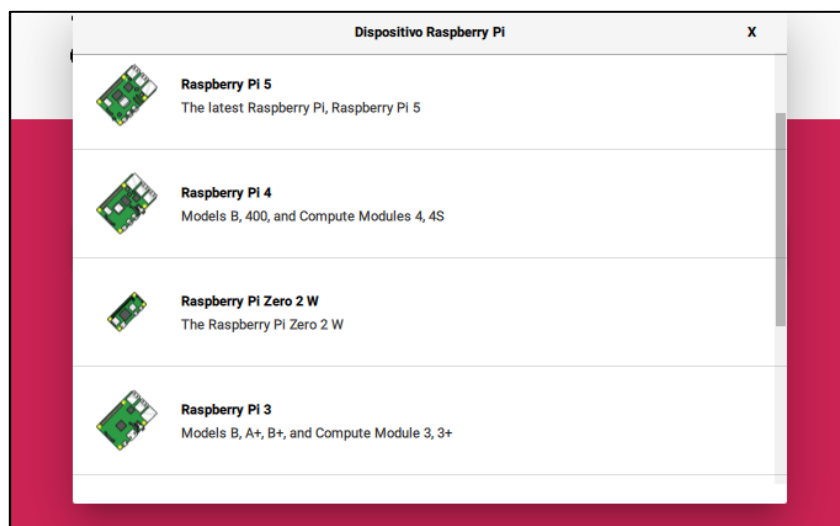 Dispositivo Raspberry Pi
X
Raspberry Pi 5
The latest Raspberry Pi, Raspberry Pi 5
Raspberry Pi 4
Models B, 400, and Compute Modules 4, 4S
Raspberry Pi Zero 2 W
The Raspberry Pi Zero 2 W
Raspberry Pi 3
Models B, A+, B+, and Compute Module 3, 3+